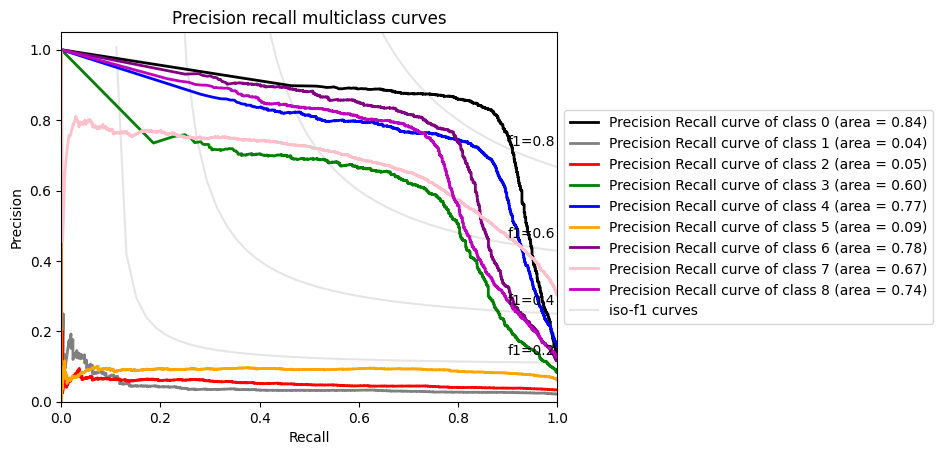 Precision recall multiclass curves
1.0
0.8
0.6
0.4
0.2
0.0
Precision
f1=0.8
f1=0.6
f1=0.4
f1=0.2
0.0 0.2 0.4 0.6 0.8 1.0
Recall
Precision Recall curve of class 0 (area = 0.84)
Precision Recall curve of class 1 (area = 0.04)
Precision Recall curve of class 2 (area = 0.05)
Precision Recall curve of class 3 (area = 0.60)
Precision Recall curve of class 4 (area = 0.77)
Precision Recall curve of class 5 (area = 0.09)
Precision Recall curve of class 6 (area = 0.78)
Precision Recall curve of class 7 (area = 0.67)
Precision Recall curve of class 8 (area = 0.74)
iso-f1 curves